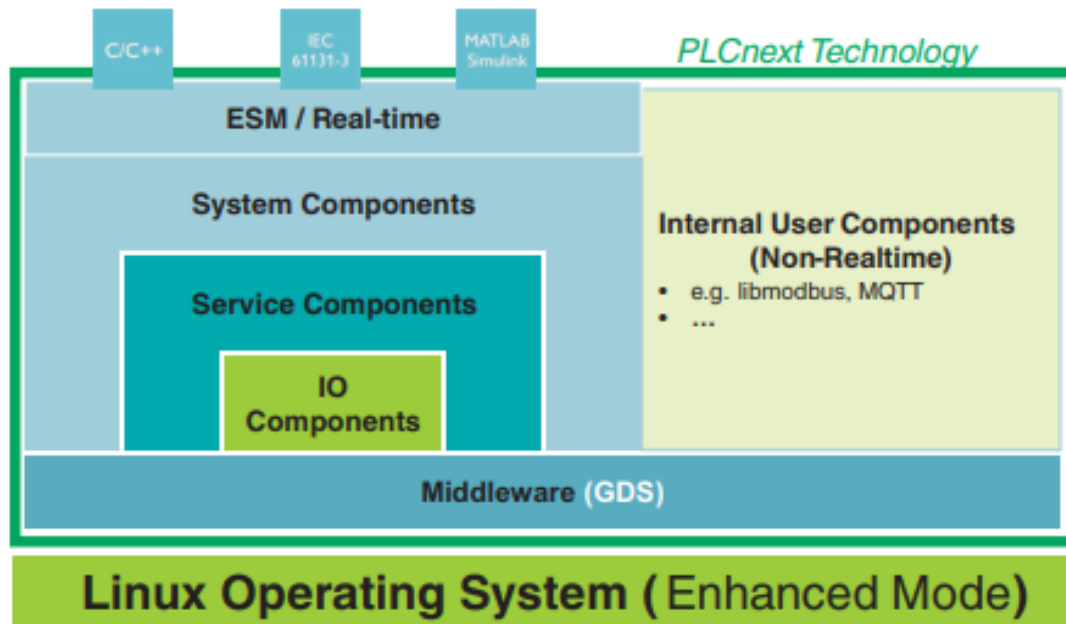 C/C++
IEC
61131-3
MATLAB
Simulink
PLCnext Technology
ESM / Real-time
System Components
Service Components
IO
Components
Internal User Components
(Non-Realtime)
• e.g. libmodbus, MQTT
• ...
Middleware (GDS)
Linux Operating System (Enhanced Mode)